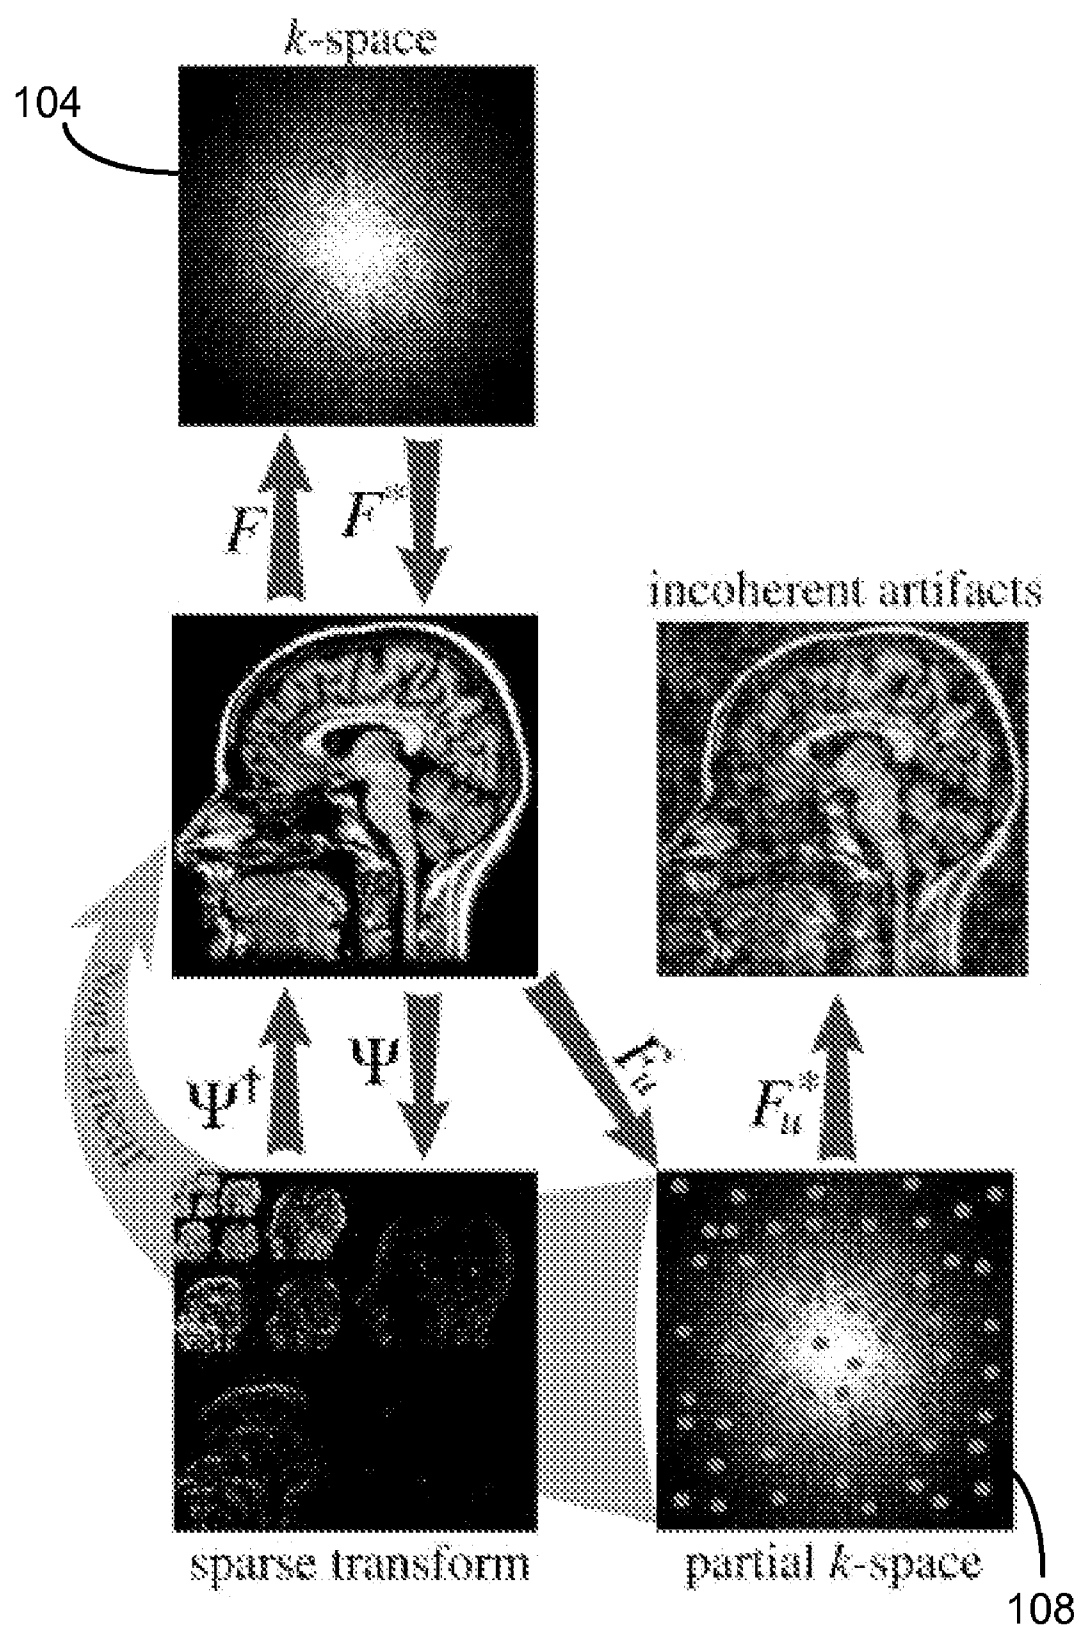 k-space
104
F
F*
incoherent artifacts
Ψ†
Ψ
Fu
Fu*
sparse transform
partial k-space
108